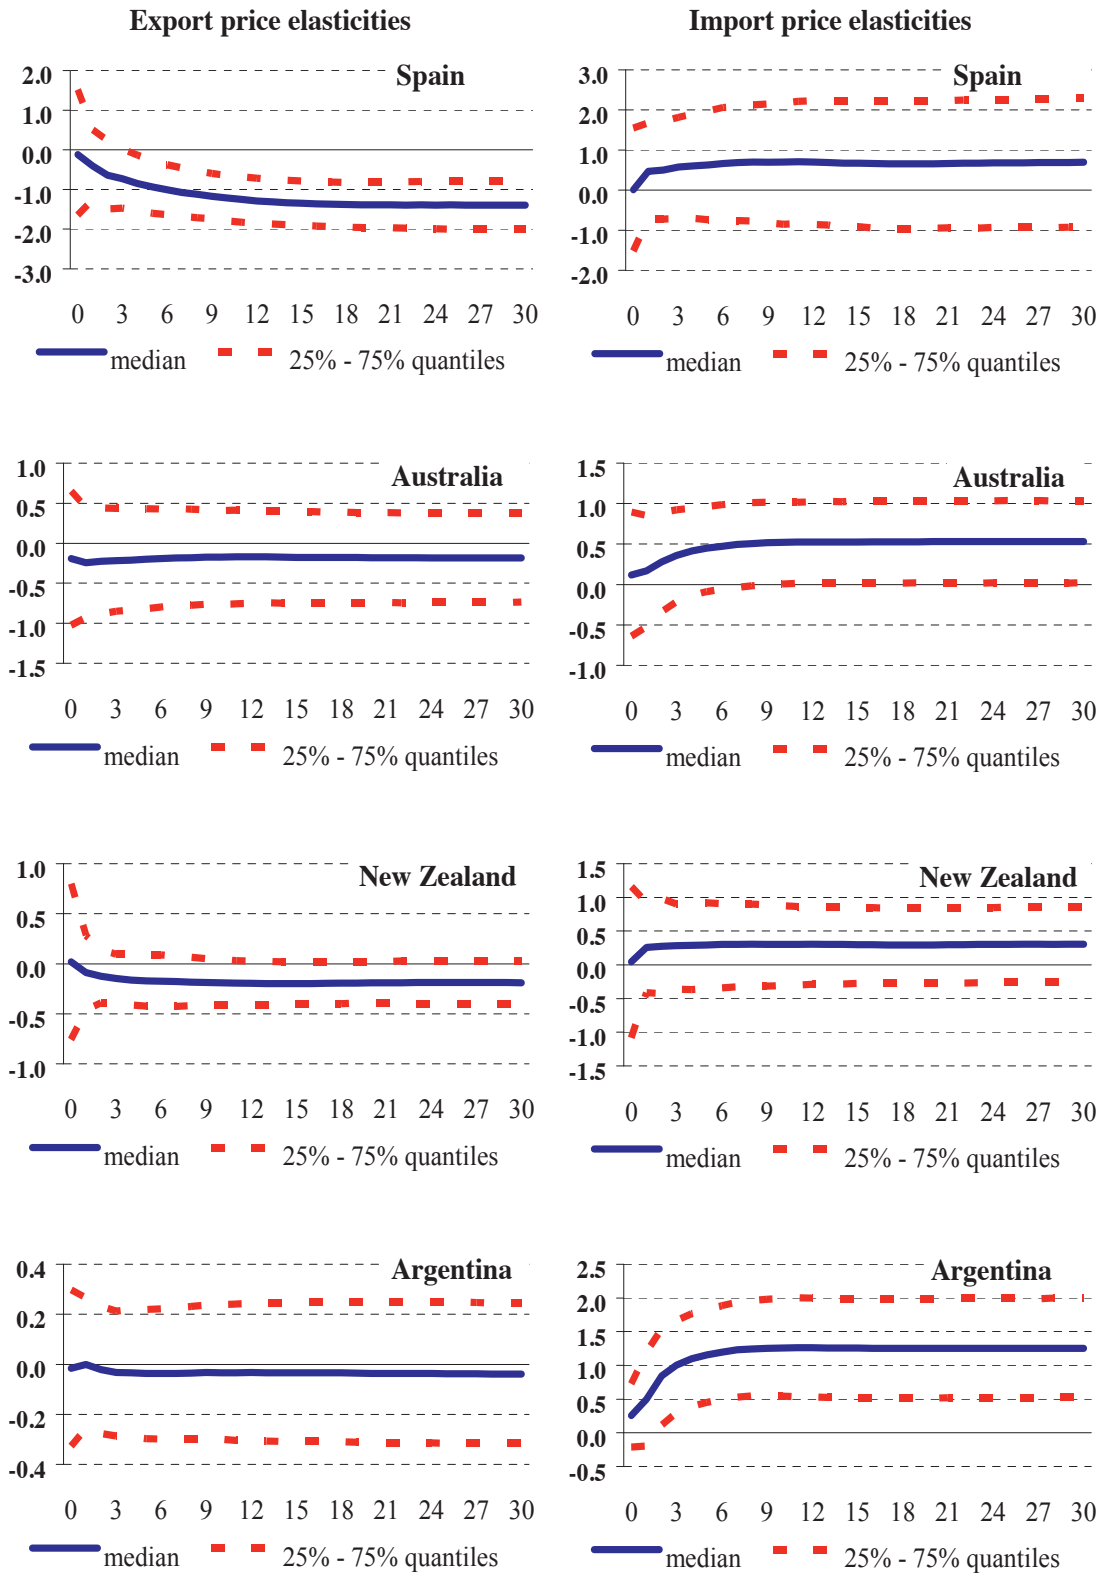 Export price elasticities
Import price elasticities
Spain
2.0
1.0
0.0
-1.0
-2.0
-3.0
0 3 6 9 12 15 18 21 24 27 30
median 25% - 75% quantiles
Spain
3.0
2.0
1.0
0.0
-1.0
-2.0
0 3 6 9 12 15 18 21 24 27 30
median 25% - 75% quantiles
Australia
1.0
0.5
0.0
-0.5
-1.0
-1.5
0 3 6 9 12 15 18 21 24 27 30
median 25% - 75% quantiles
Australia
1.5
1.0
0.5
0.0
-0.5
-1.0
0 3 6 9 12 15 18 21 24 27 30
median 25% - 75% quantiles
New Zealand
1.0
0.5
0.0
-0.5
-1.0
0 3 6 9 12 15 18 21 24 27 30
median 25% - 75% quantiles
New Zealand
1.5
1.0
0.5
0.0
-0.5
-1.0
-1.5
0 3 6 9 12 15 18 21 24 27 30
median 25% - 75% quantiles
Argentina
0.4
0.2
0.0
-0.2
-0.4
0 3 6 9 12 15 18 21 24 27 30
median 25% - 75% quantiles
Argentina
2.5
2.0
1.5
1.0
0.5
0.0
-0.5
0 3 6 9 12 15 18 21 24 27 30
median 25% - 75% quantiles